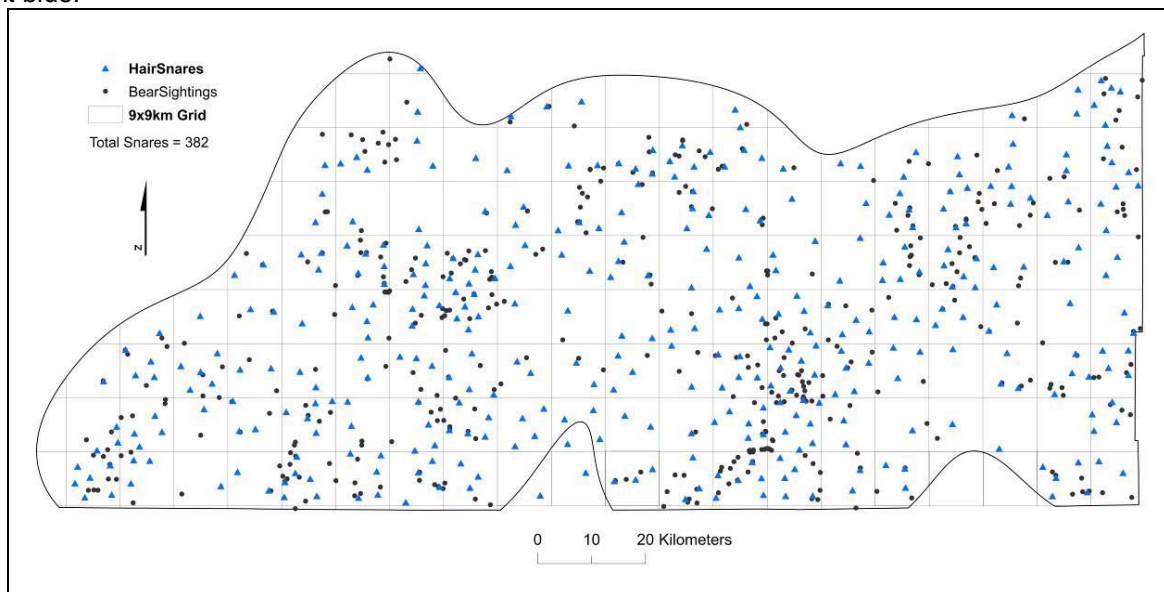 HairSnares
BearSightings
9x9km Grid
Total Snares = 382
N
0 10 20 Kilometers